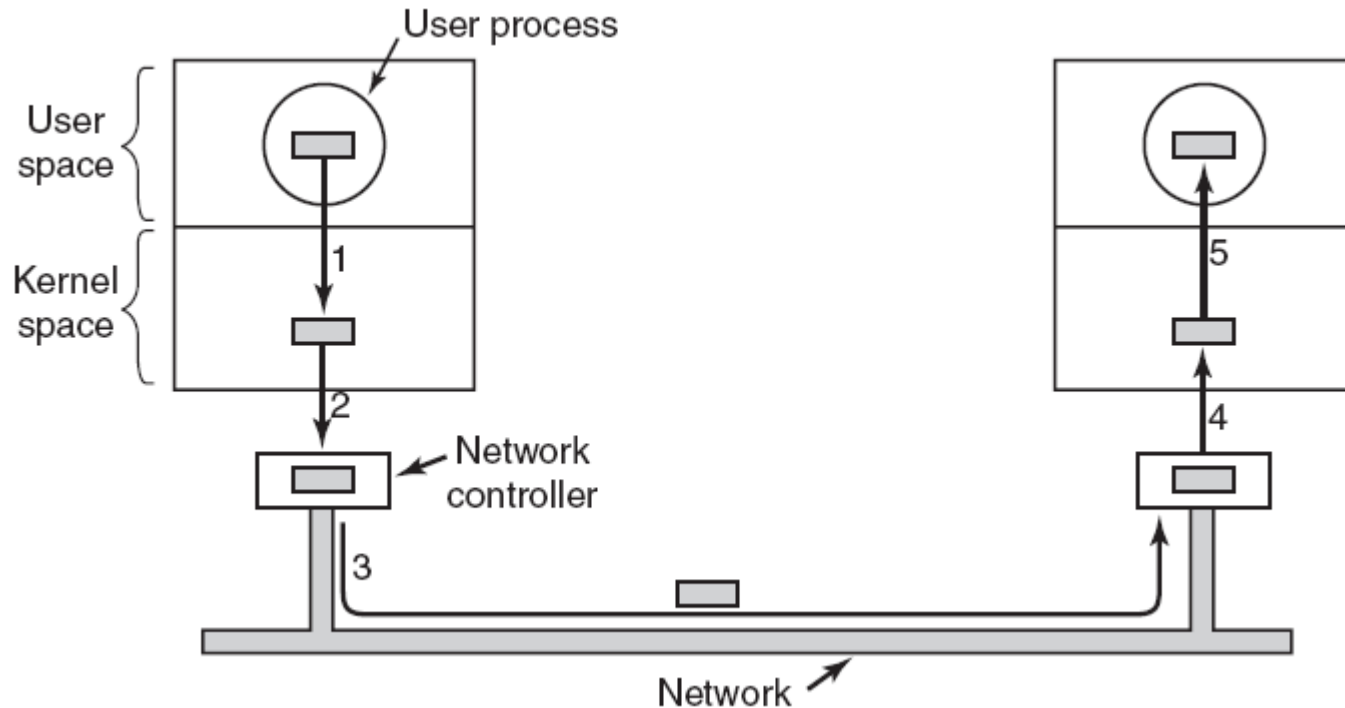 User process
User
space
1
5
Kernel
space
2
4
Network
controller
3
Network